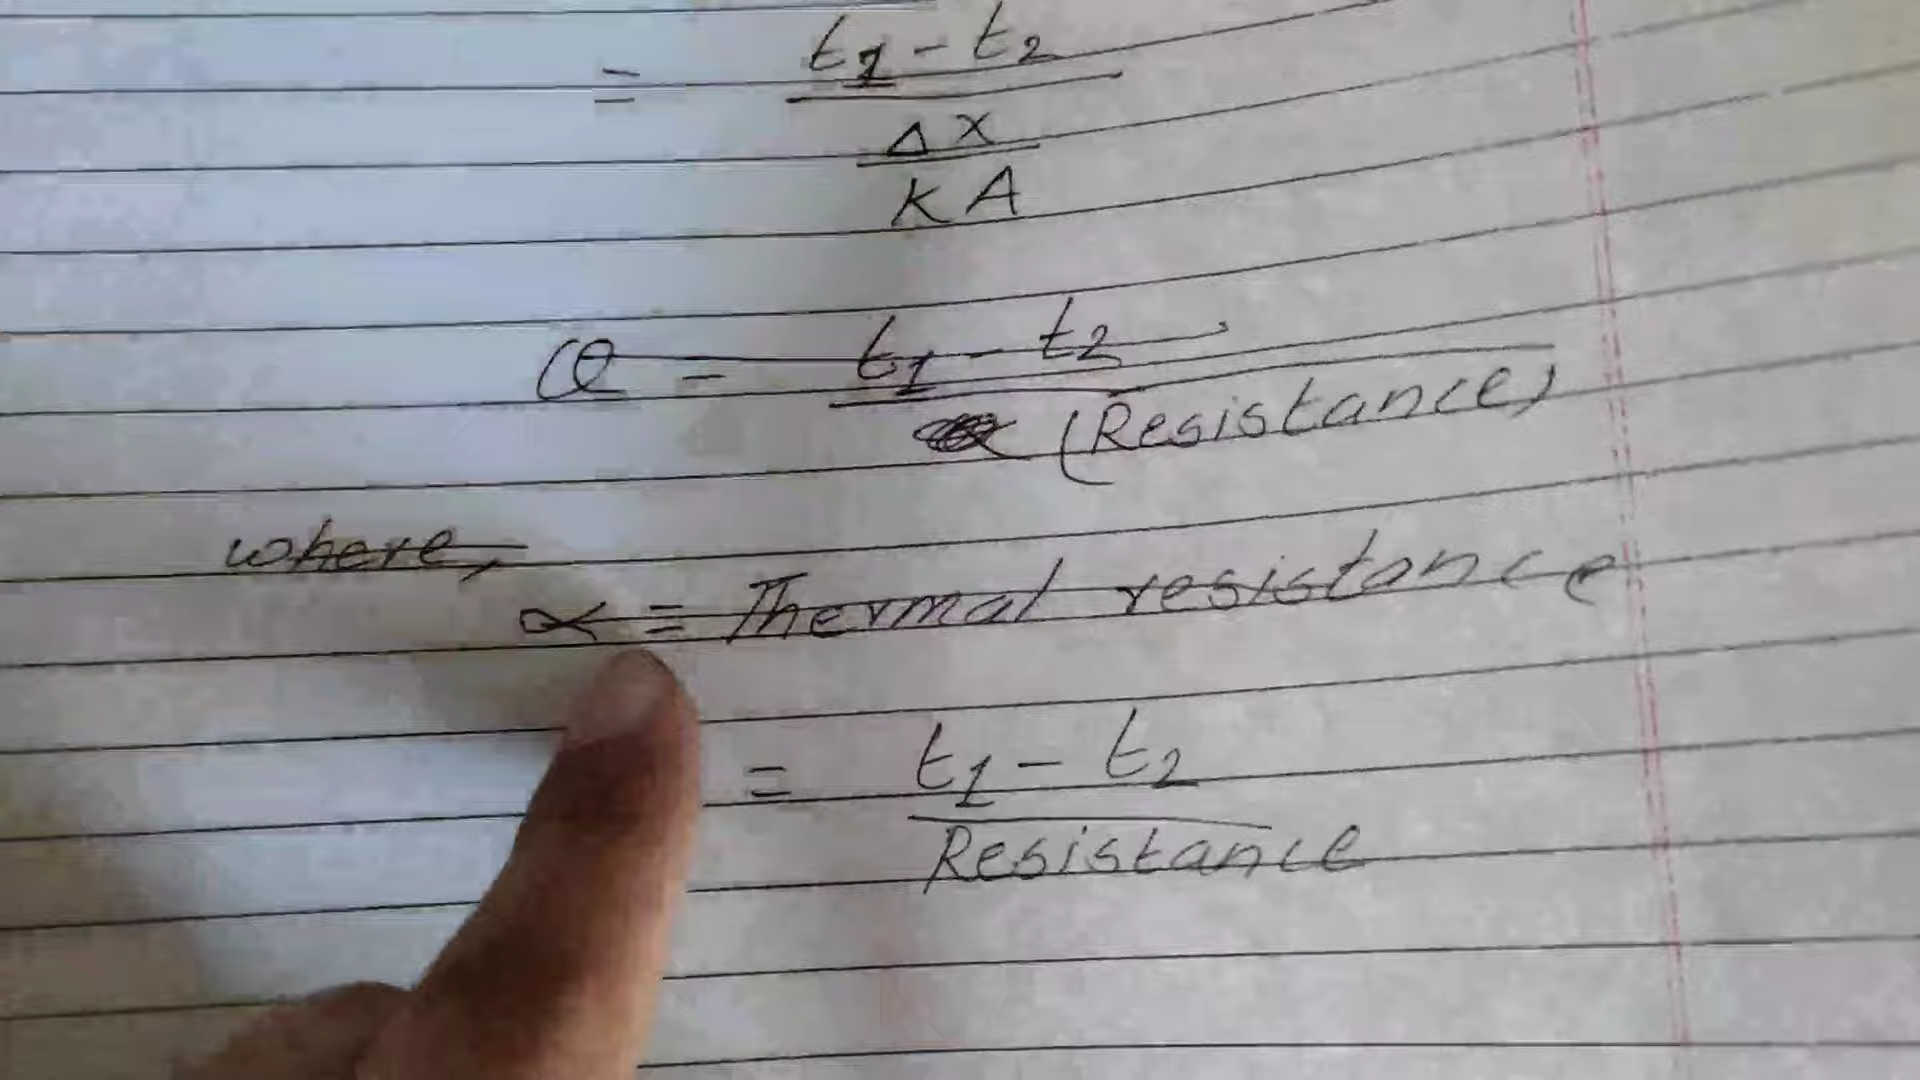 = t1 - t2
Δx
KA
Q = t1 - t2
(Resistance)
where,
∝ = Thermal resistance
= t1 - t2
Resistance